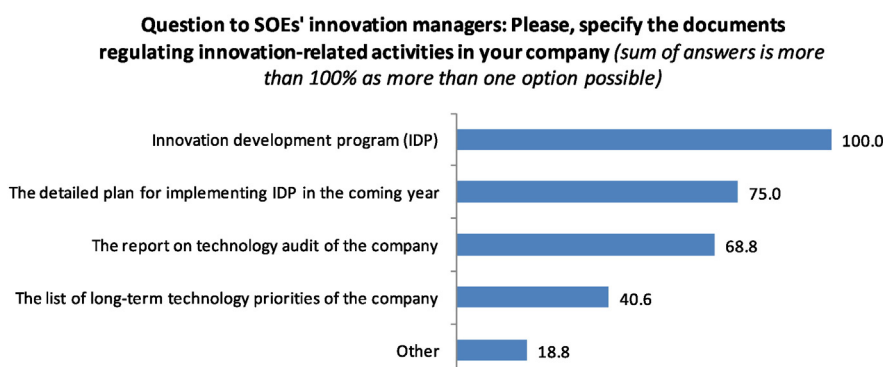 Question to SOEs' innovation managers: Please, specify the documents
regulating innovation-related activities in your company (sum of answers is more
than 100% as more than one option possible)
Innovation development program (IDP) 100.0
The detailed plan for implementing IDP in the coming year 75.0
The report on technology audit of the company 68.8
The list of long-term technology priorities of the company 40.6
Other 18.8